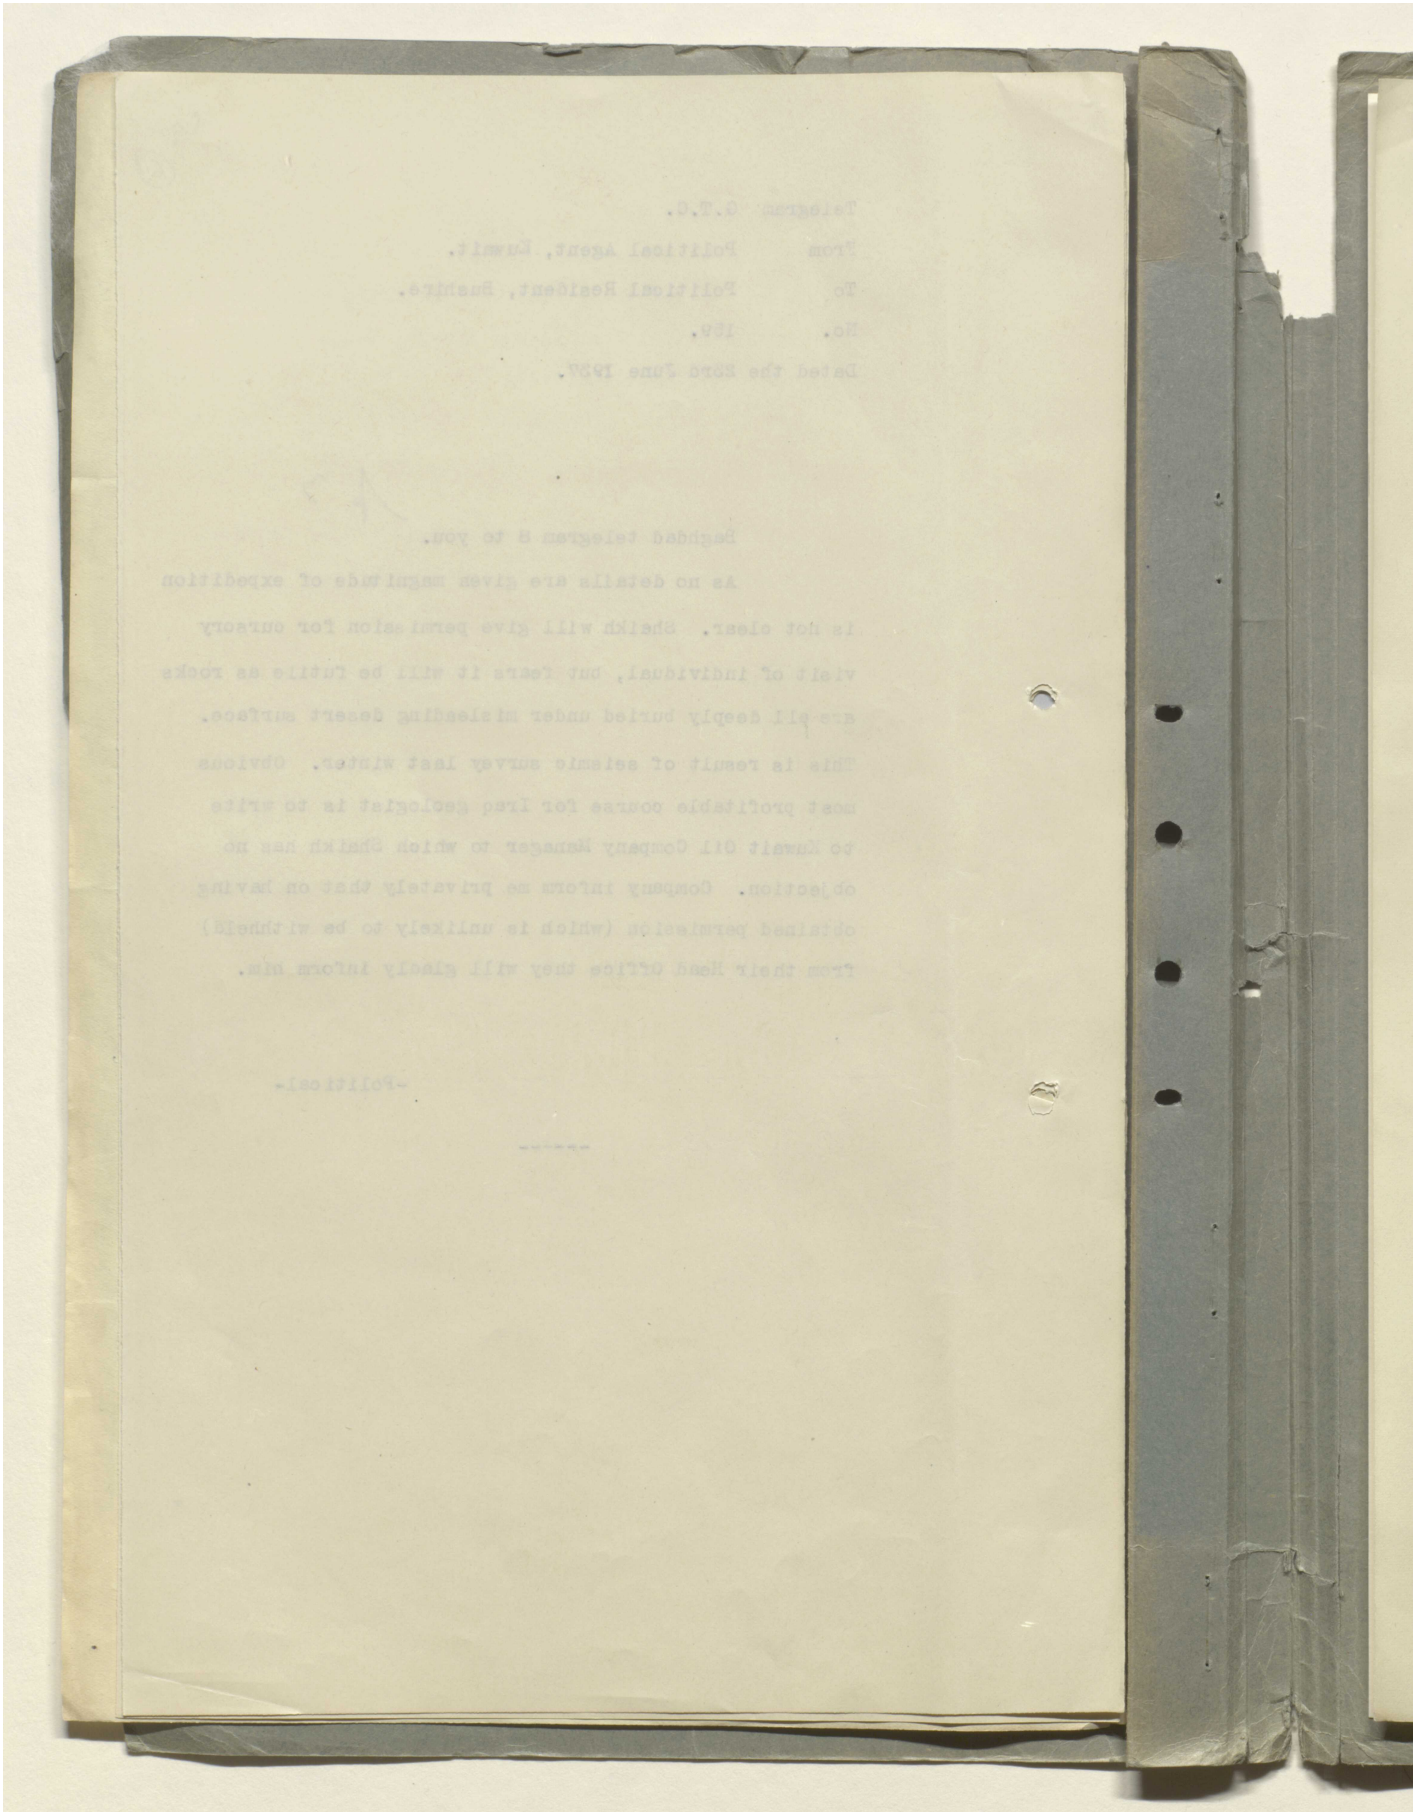 Telegram G.T.C.
From Political Agent, Kuwait.
To Political Resident, Bushire.
No. 159.
Dated the 23rd June 1937.
Baghdad telegram 8 to you.
As no details are given magnitude of expedition
is not clear. Sheikh will give permission for cursory
visit of individual, but fears it will be futile as rocks
are all deeply buried under misleading desert surface.
This is result of seismic survey last winter. Obvious
most profitable course for Iraq geologist is to write
to Kuwait Oil Company Manager to which Shaikh has no
objection. Company inform me privately that on having
obtained permission (which is unlikely to be withheld)
from their Head Office they will gladly inform him.
-Political-
------